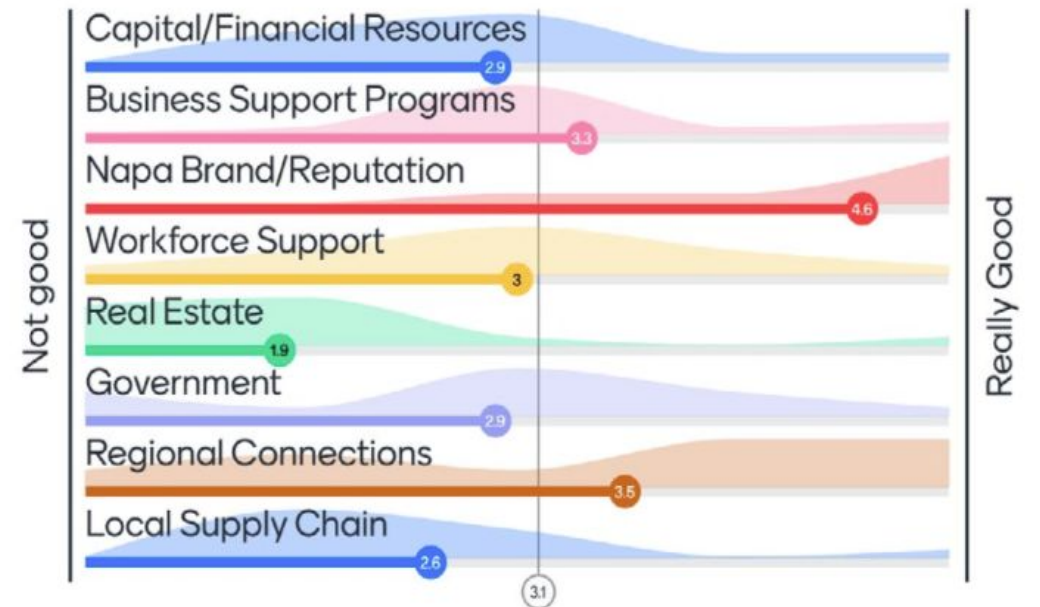 Capital/Financial Resources
2.9
Business Support Programs
3.3
Napa Brand/Reputation
4.6
Workforce Support
3
Real Estate
1.9
Government
2.9
Regional Connections
3.5
Local Supply Chain
2.6
3.1
Not good
Really Good